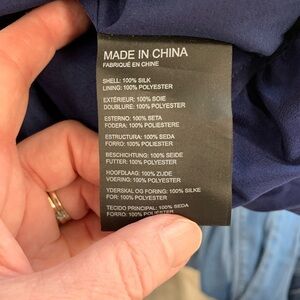 MADE IN CHINA
FABRIQUÉ EN CHINE
SHELL: 100% SILK
LINING: 100% POLYESTER
EXTÉRIEUR: 100% SOIE
DOUBLURE: 100% POLYESTER
ESTERNO: 100% SETA
FODERA: 100% POLIESTERE
ESTRUCTURA: 100% SEDA
FORRO: 100% POLIÉSTER
BESCHICHTUNG: 100% SEIDE
FUTTER: 100% POLYESTER
HOOFDLAAG: 100% ZIJDE
VOERING: 100% POLYESTER
YDERSKAL OG FORING: 100% SILKE
FOR: 100% POLYESTER
TECIDO PRINCIPAL: 100% SEDA
FORRO: 100% POLIÉSTER